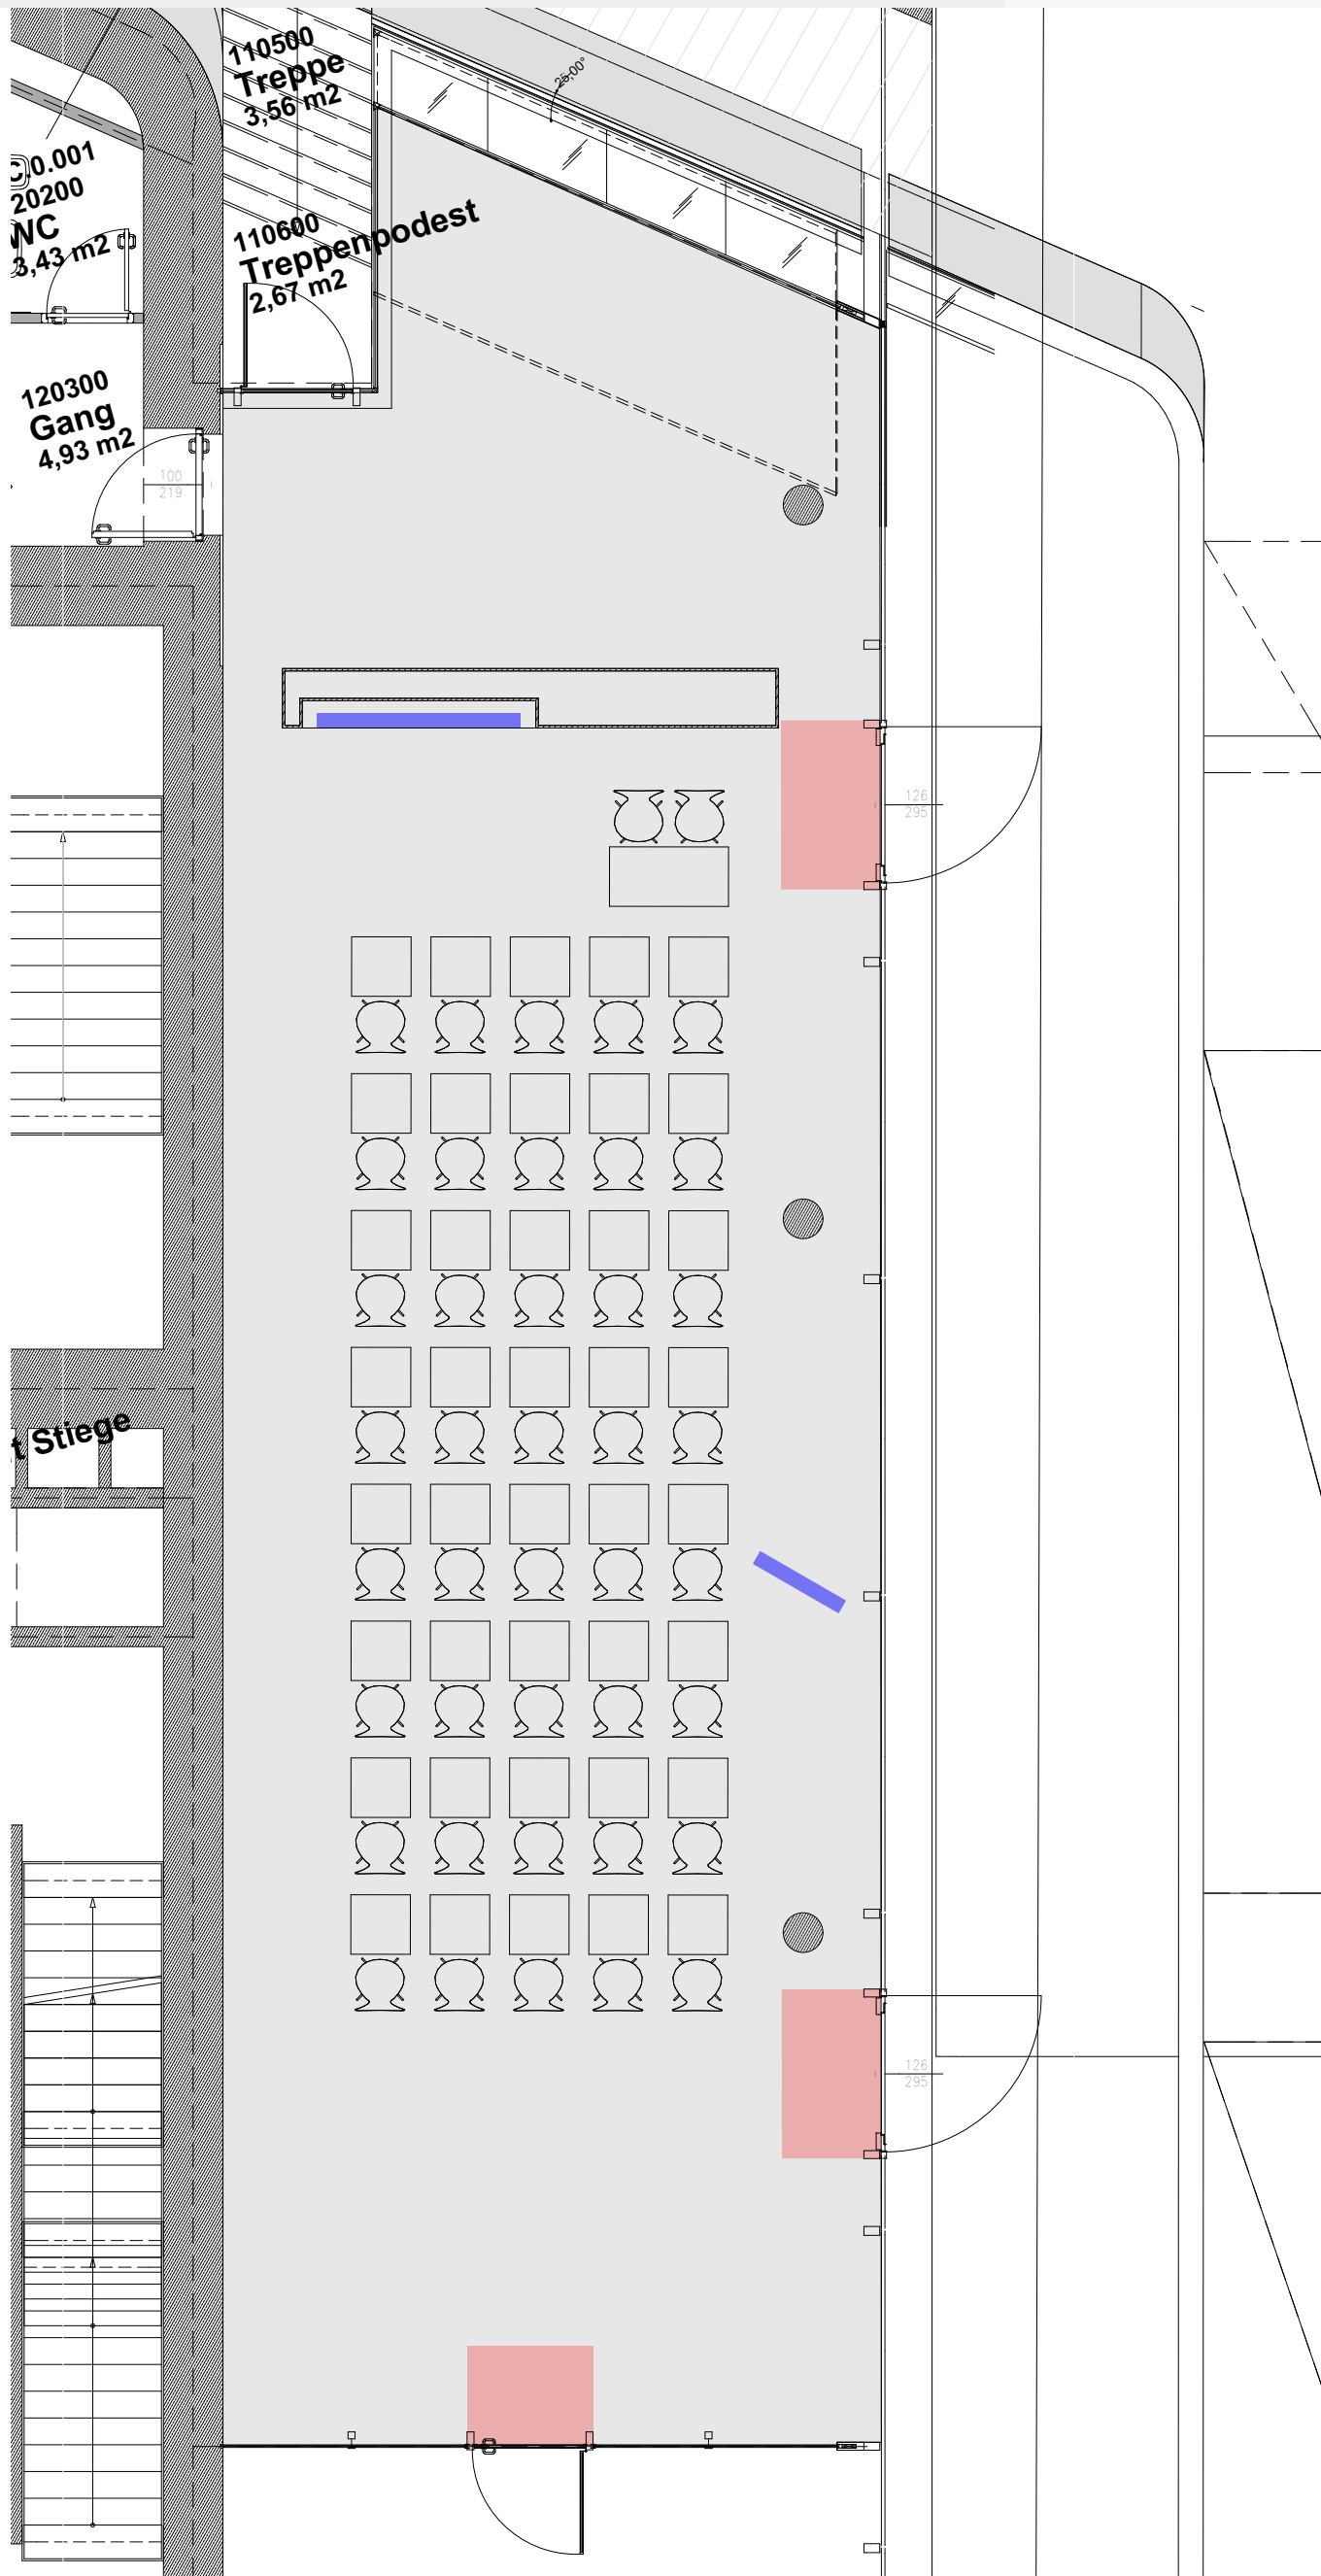 110500
Treppe
3,56 m2
25,00°
C.0.001
20200
WC
3,43 m2
110600
Treppenpodest
2,67 m2
120300
Gang
4,93 m2
100
219
126
295
t Stiege
126
295